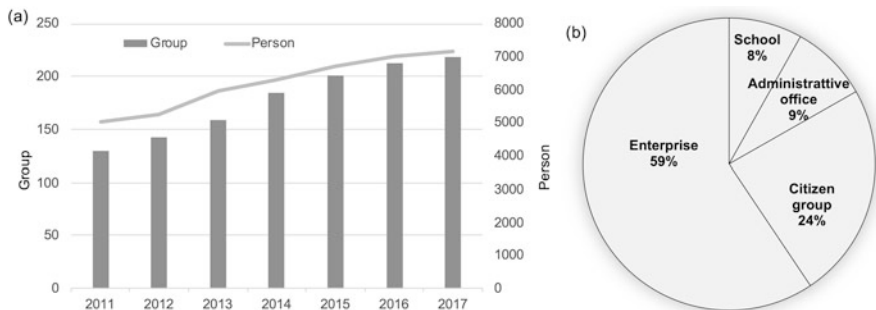 (a)
250
200
150
100
50
0
Group
Group
Person
8000
7000
6000
5000
4000
3000
2000
1000
0
Person
2011 2012 2013 2014 2015 2016 2017
(b)
School
8%
Administrattive
office
9%
Enterprise
59%
Citizen
group
24%